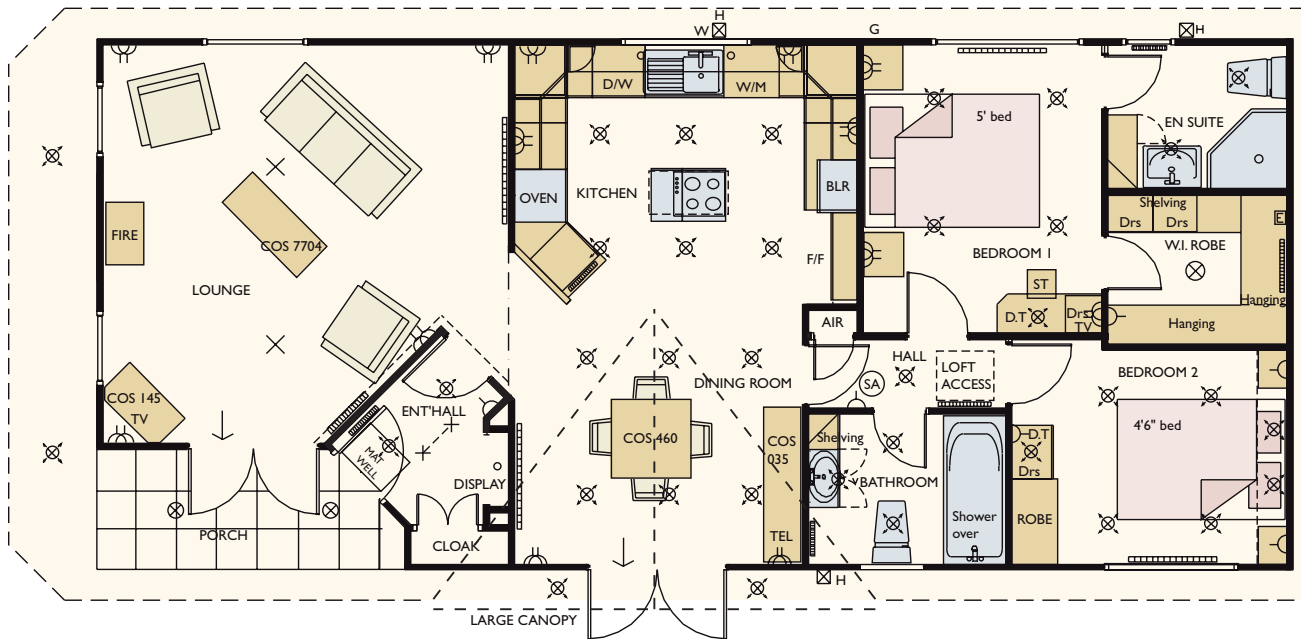 H
W
G
H
D/W
W/M
5' bed
EN SUITE
OVEN
KITCHEN
BLR
Shelving
Drs
Drs
E
FIRE
COS 7704
F/F
BEDROOM 1
W.I. ROBE
LOUNGE
ST
Hanging
D.T
Drs
TV
Hanging
AIR
HALL
LOFT
ACCESS
DINING ROOM
SA
BEDROOM 2
COS 145
TV
ENT'HALL
MAT
WELL
COS 460
COS
035
Shelving
4'6" bed
D.T
Drs
DISPLAY
BATHROOM
PORCH
CLOAK
TEL
Shower
over
ROBE
H
LARGE CANOPY